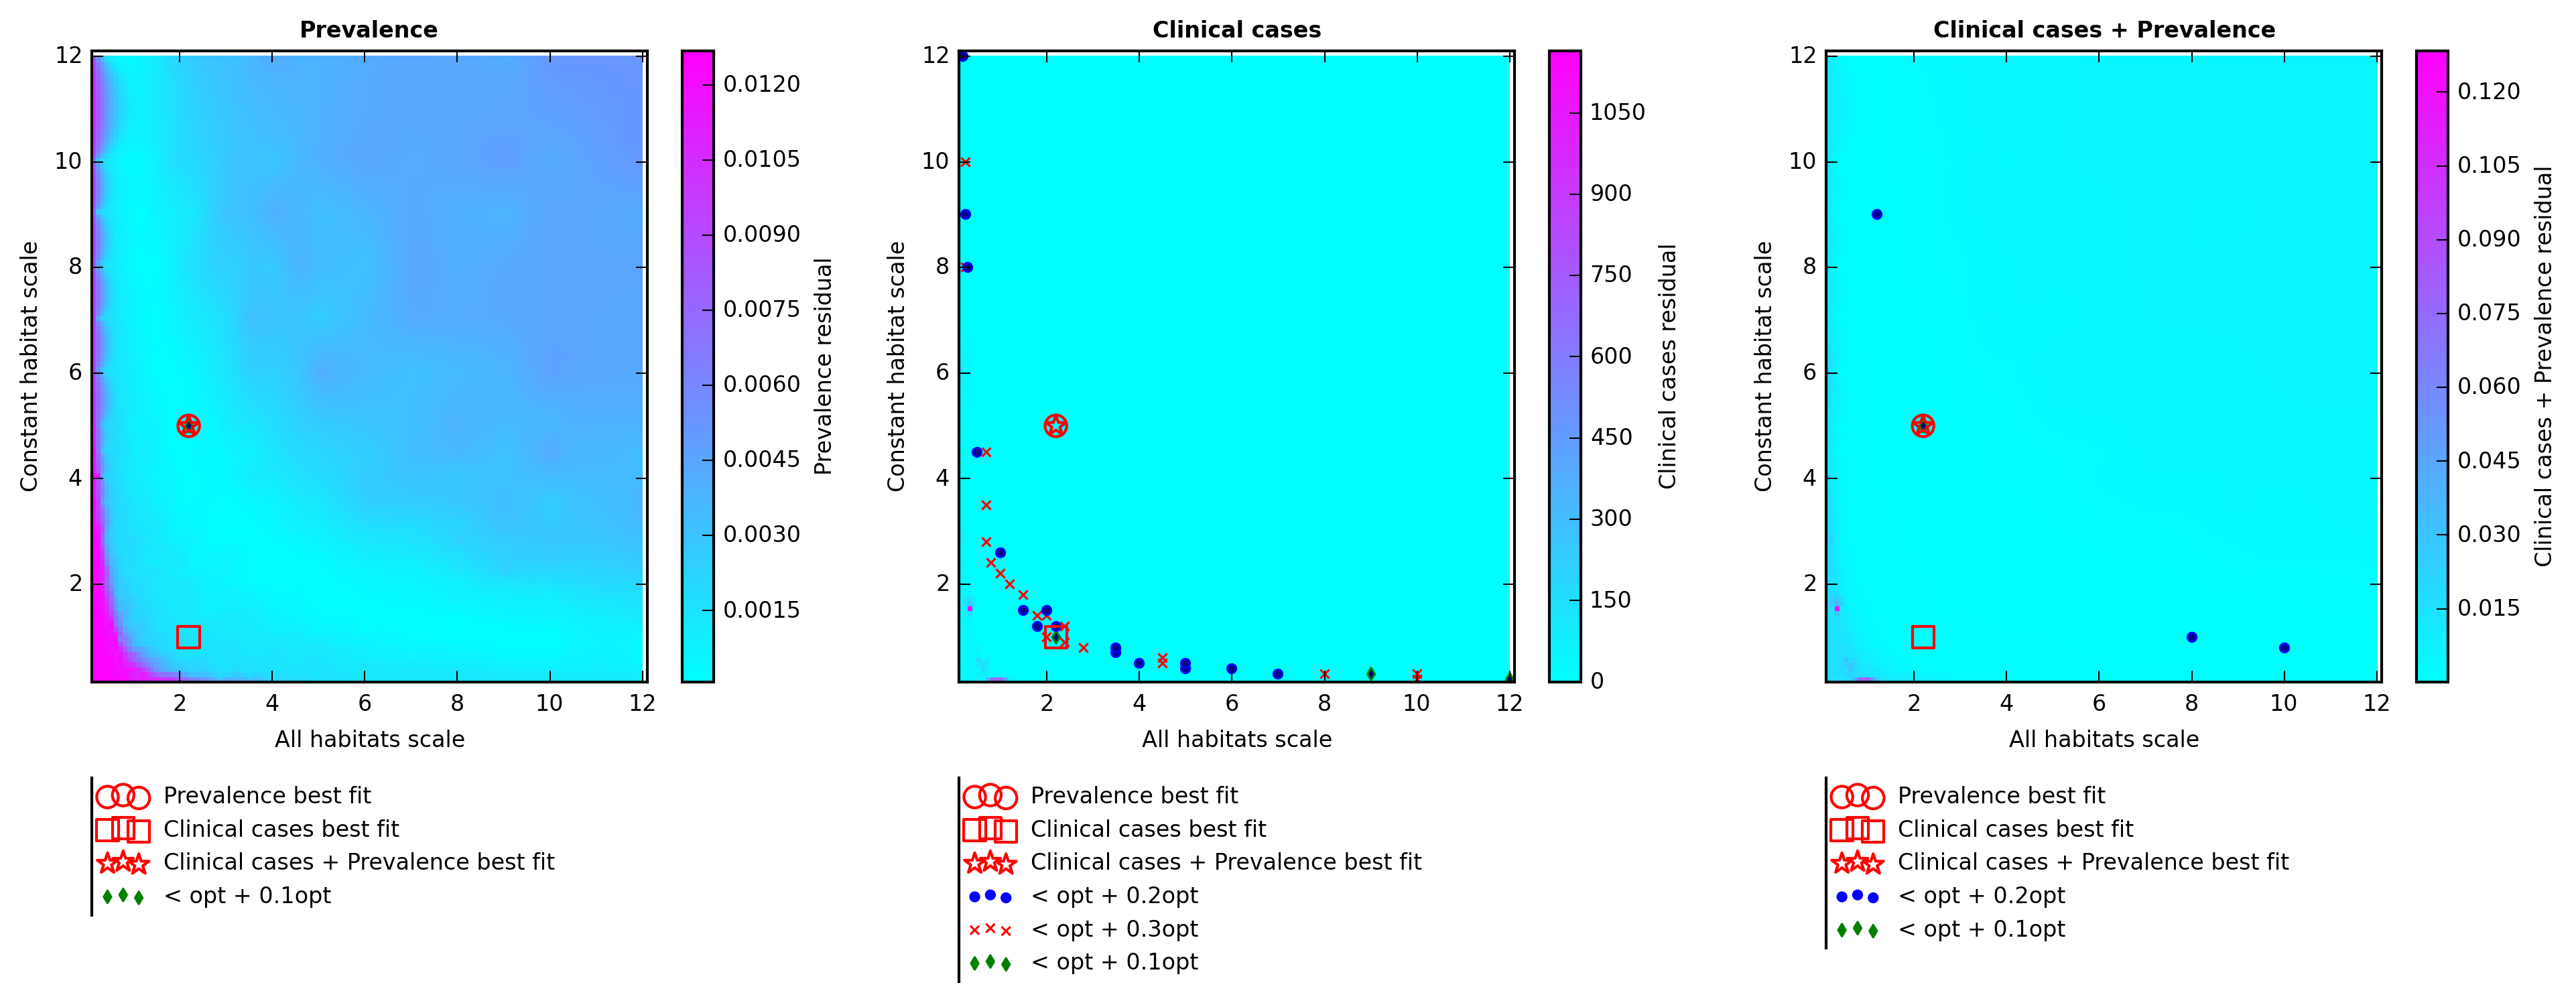 Prevalence
12
10
8
6
4
2
2 4 6 8 10 12
Constant habitat scale
All habitats scale
0.0120
0.0105
0.0090
0.0075
0.0060
0.0045
0.0030
0.0015
Prevalence residual
Prevalence best fit
Clinical cases best fit
Clinical cases + Prevalence best fit
< opt + 0.1opt
Clinical cases
12
10
8
6
4
2
2 4 6 8 10 12
Constant habitat scale
All habitats scale
1050
900
750
600
450
300
150
0
Clinical cases residual
Prevalence best fit
Clinical cases best fit
Clinical cases + Prevalence best fit
< opt + 0.2opt
< opt + 0.3opt
< opt + 0.1opt
Clinical cases + Prevalence
12
10
8
6
4
2
2 4 6 8 10 12
Constant habitat scale
All habitats scale
0.120
0.105
0.090
0.075
0.060
0.045
0.030
0.015
Clinical cases + Prevalence residual
Prevalence best fit
Clinical cases best fit
Clinical cases + Prevalence best fit
< opt + 0.2opt
< opt + 0.1opt